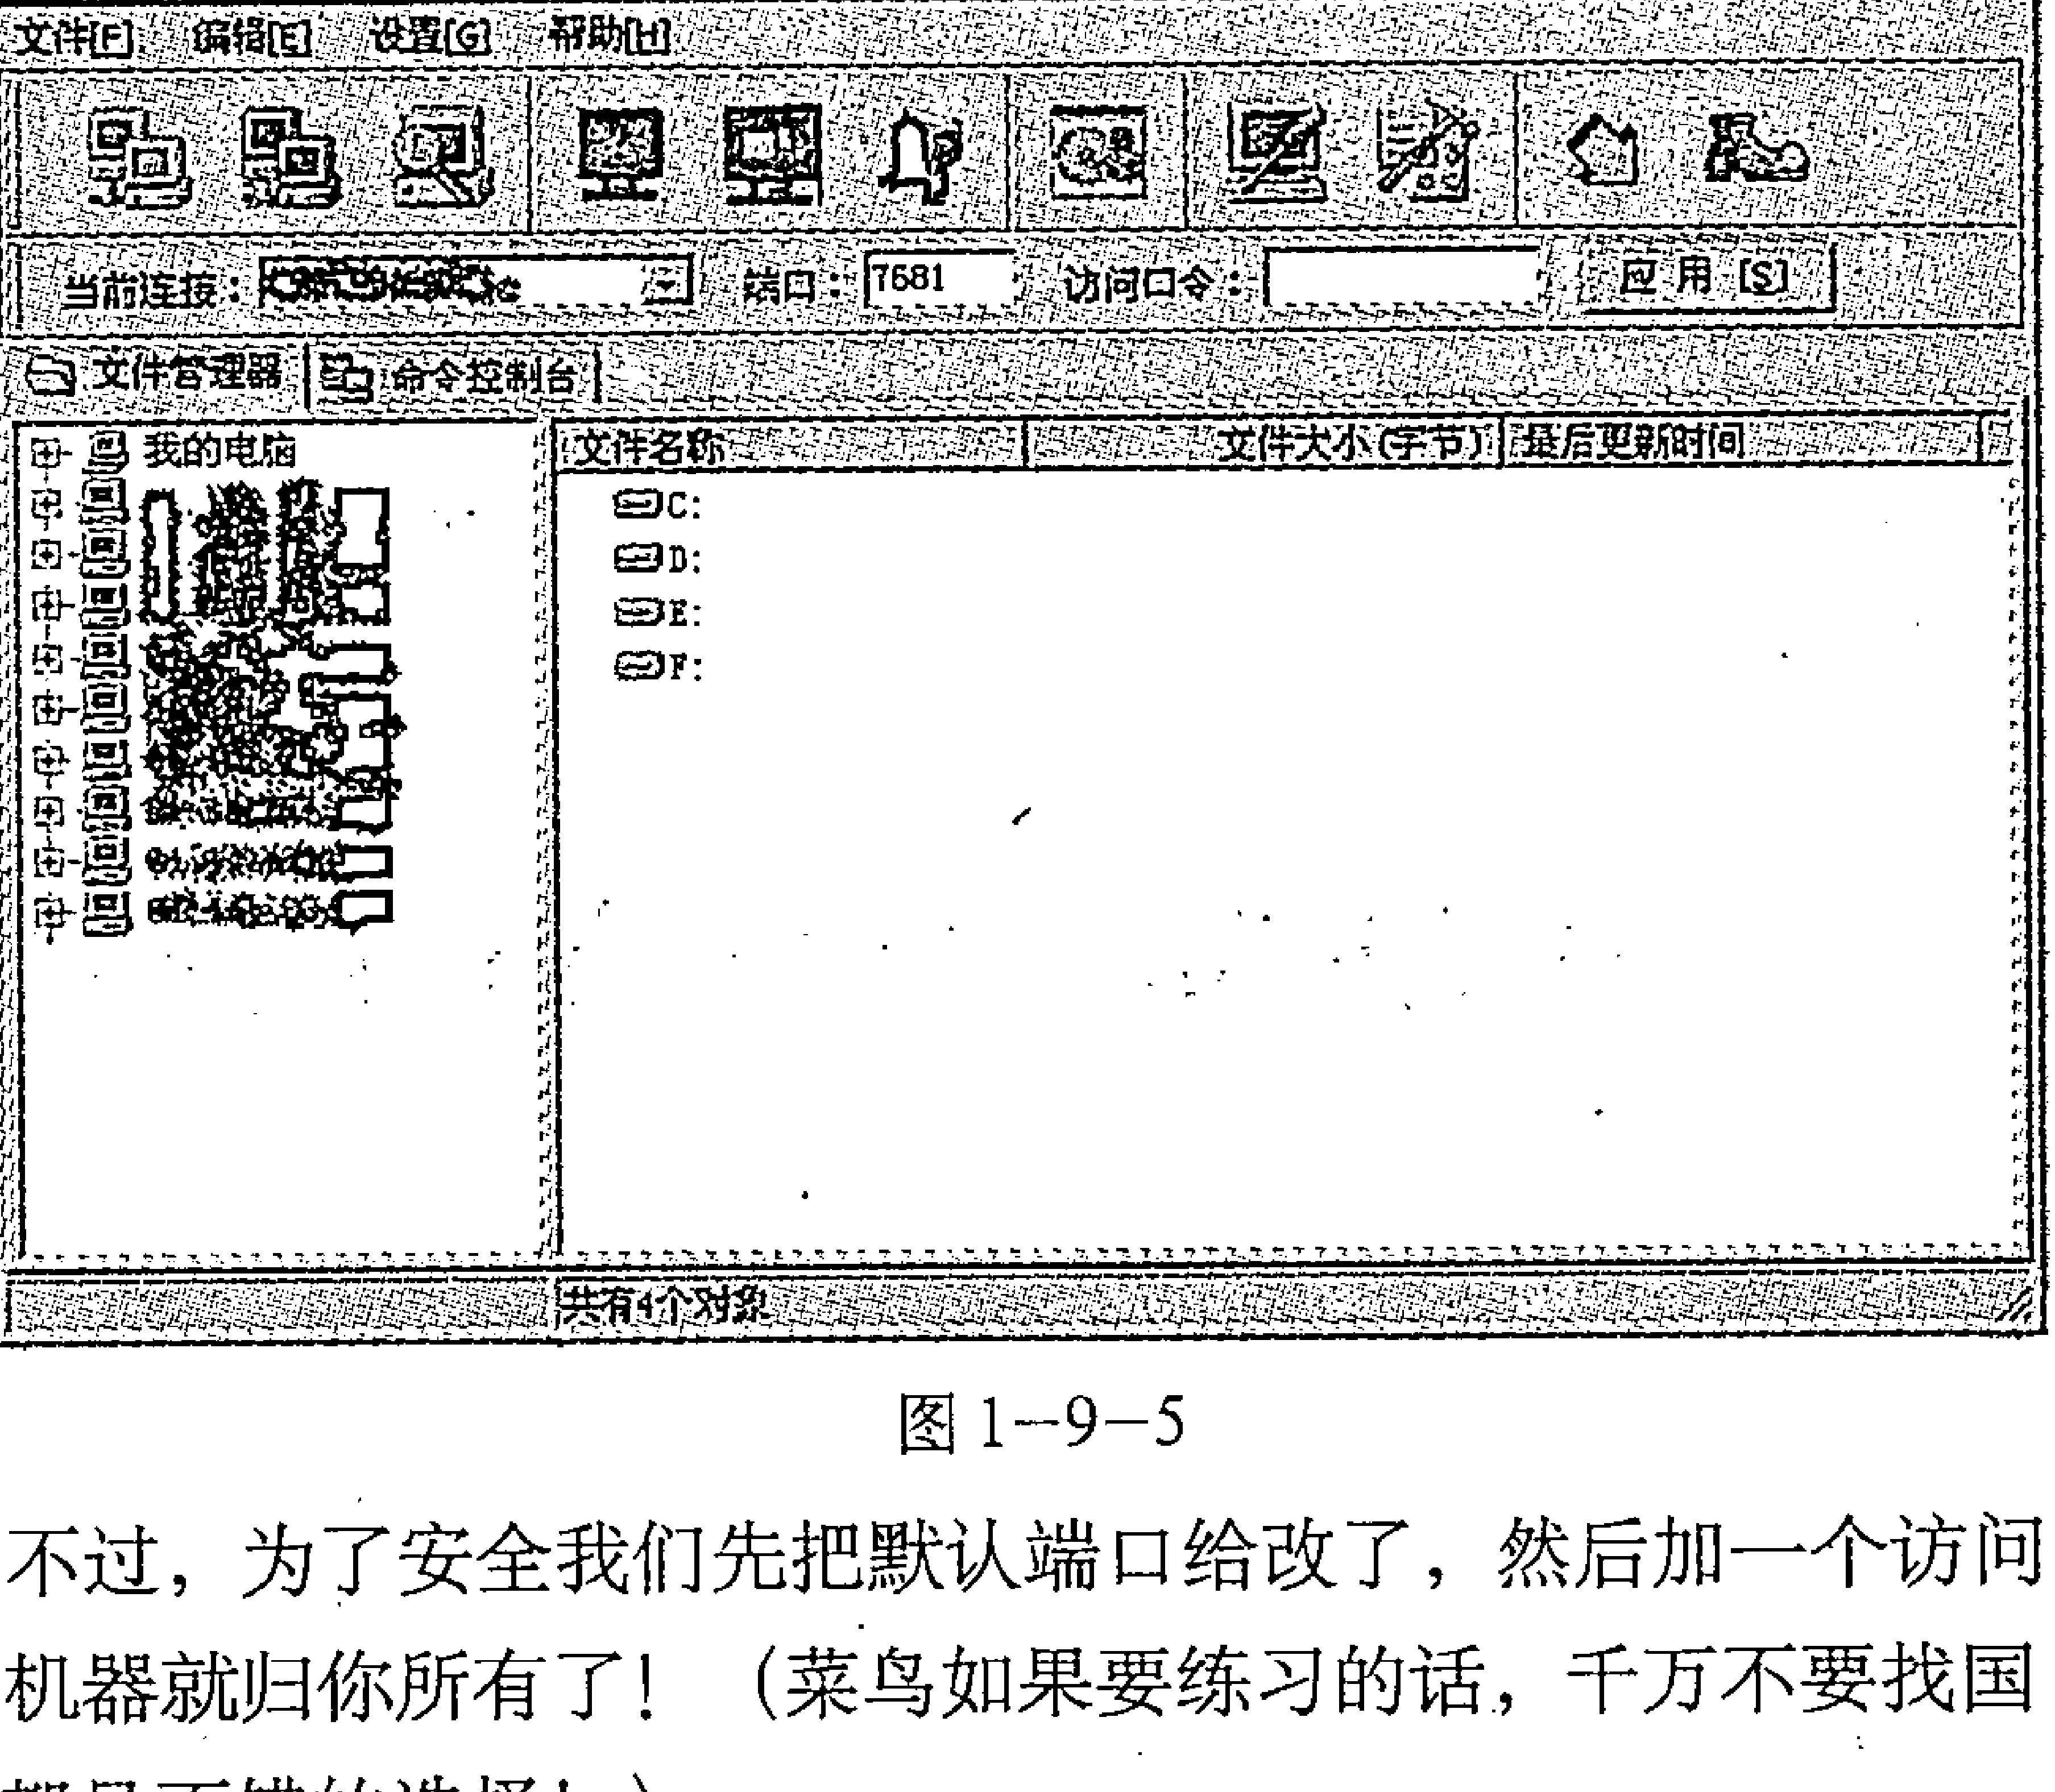 文件[F] 编辑[E] 设置[G] 帮助[H]
当前连接： 端口：7681 访问口令： 应 用 [S]
文件管理器 命令控制台
我的电脑 文件名称 文件大小(字节) 最后更新时间
C:
D:
E:
F:
共有4个对象
图 1-9-5
不过，为了安全我们先把默认端口给改了，然后加一个访问
机器就归你所有了！（菜鸟如果要练习的话，千万不要找国